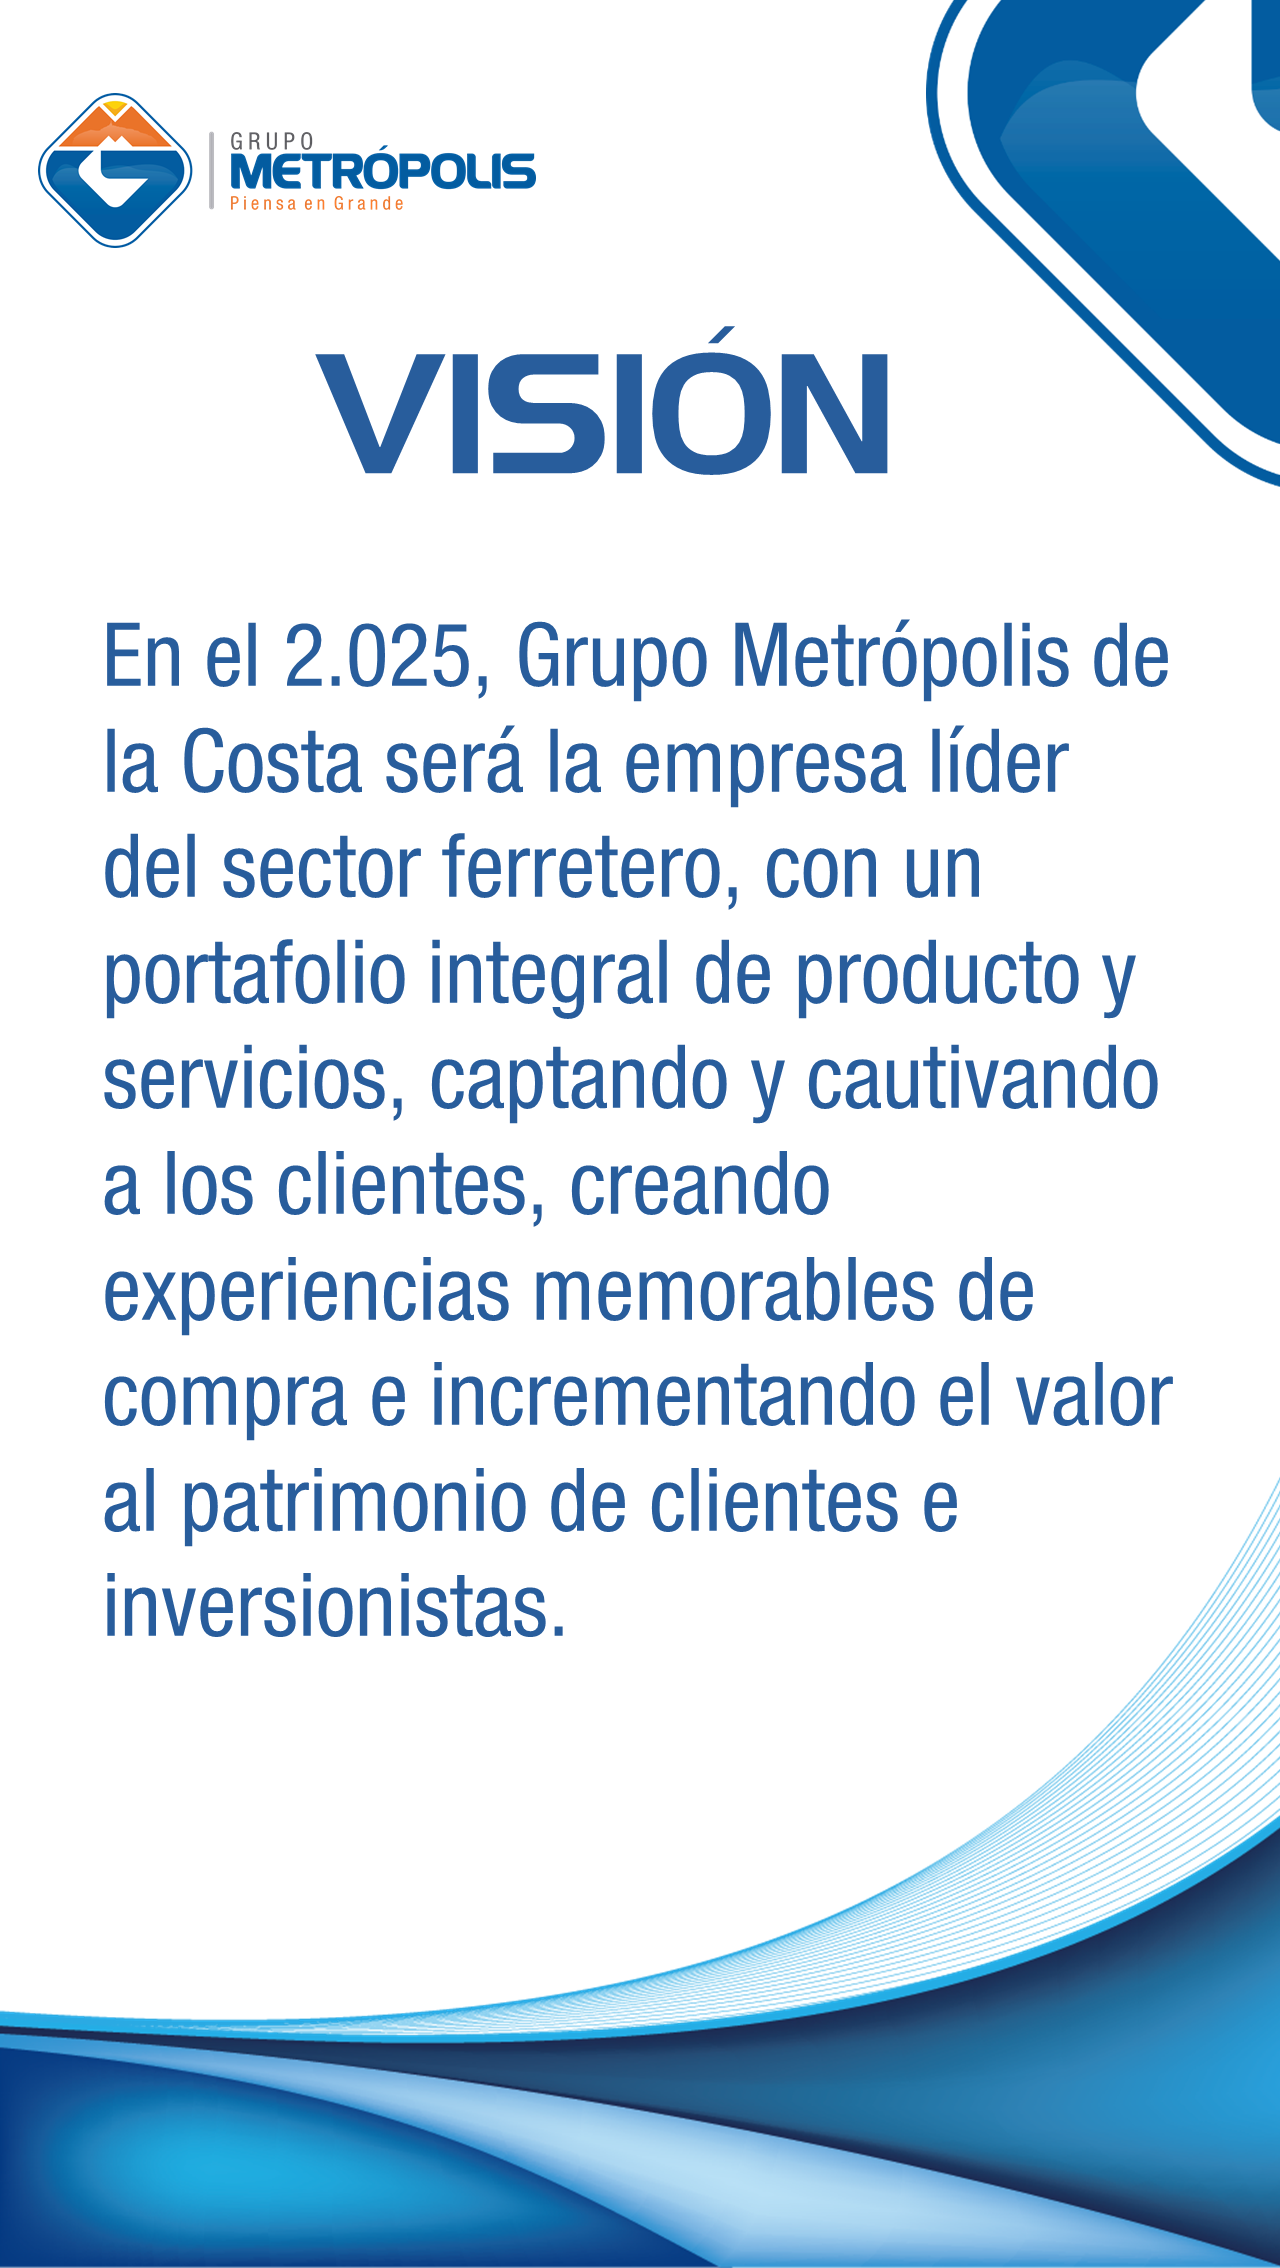 GRUPO
METRÓPOLIS
Piensa en Grande
VISIÓN
En el 2.025, Grupo Metrópolis de
la Costa será la empresa líder
del sector ferretero, con un
portafolio integral de producto y
servicios, captando y cautivando
a los clientes, creando
experiencias memorables de
compra e incrementando el valor
al patrimonio de clientes e
inversionistas.